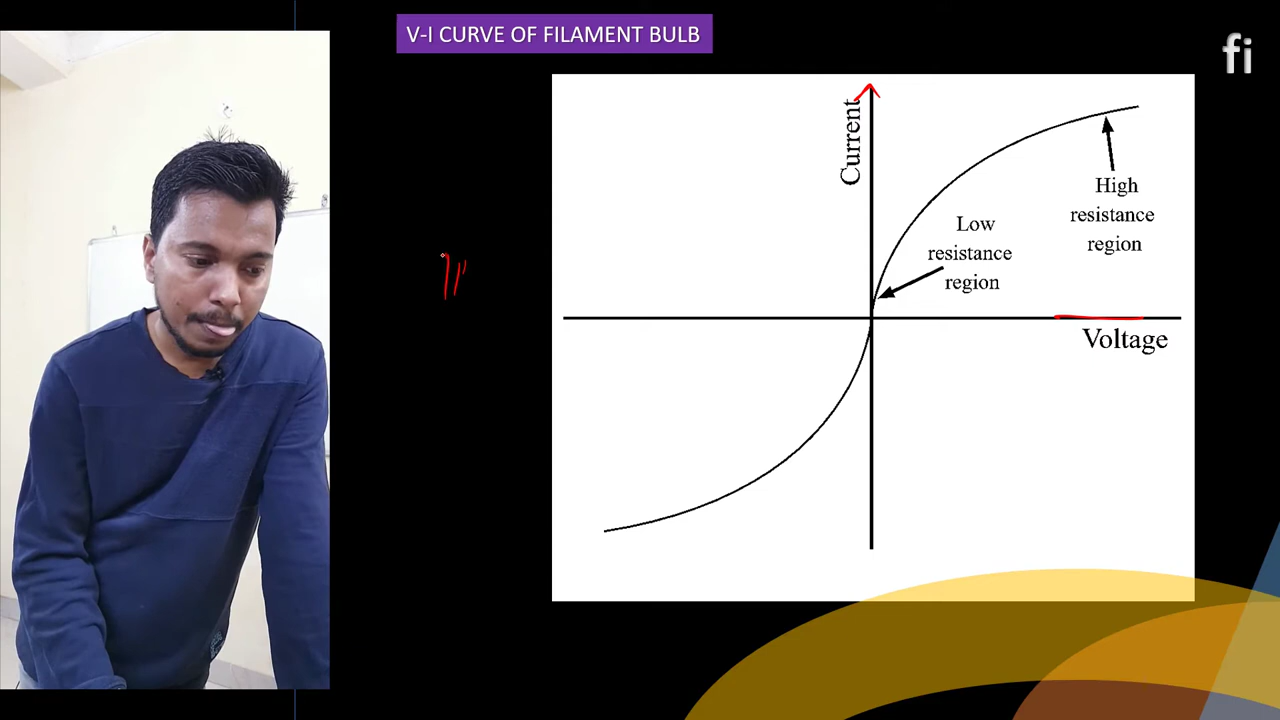 V-I CURVE OF FILAMENT BULB
fi
Current
High
resistance
region
Low
resistance
region
Voltage